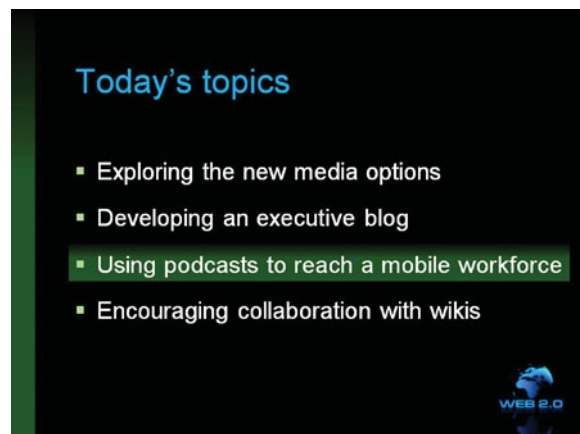 Today’s topics
Exploring the new media options
Developing an executive blog
Using podcasts to reach a mobile workforce
Encouraging collaboration with wikis
WEB 2.0